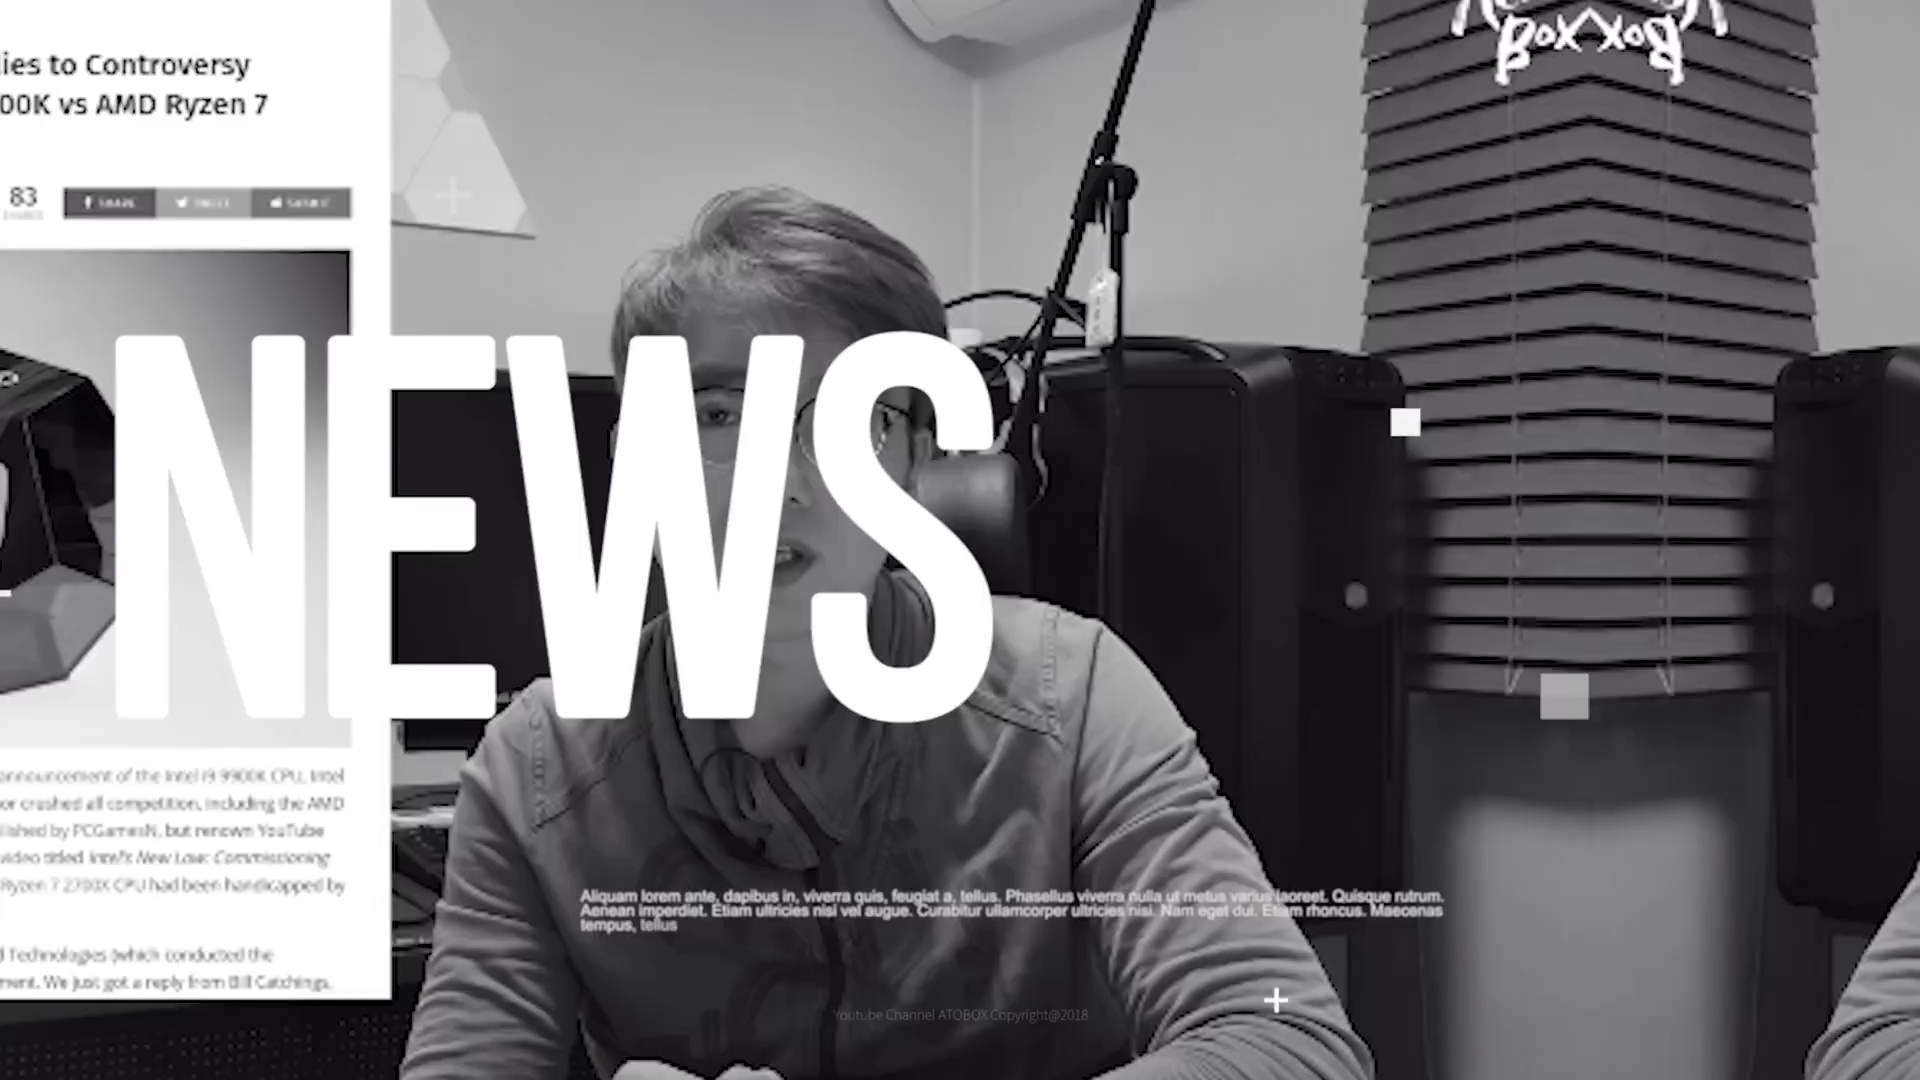 ies to Controversy
00K vs AMD Ryzen 7
83
SHARE TWEET SUBMIT
BOX
NEWS
announcement of the Intel i9 9900K CPU, Intel
or crushed all competition, including the AMD
lished by PCGamesN, but renown YouTube
video titled Intel's New Low: Commissioning
Ryzen 7 2700X CPU had been handicapped by
Technologies (which conducted the
ment. We just got a reply from Bill Catchings,
Aliquam lorem ante, dapibus in, viverra quis, feugiat a, tellus. Phasellus viverra nulla ut metus varius laoreet. Quisque rutrum.
Aenean imperdiet. Etiam ultricies nisi vel augue. Curabitur ullamcorper ultricies nisi. Nam eget dui. Etiam rhoncus. Maecenas
tempus, tellus
Youtube Channel ATOBOX Copyright@2018